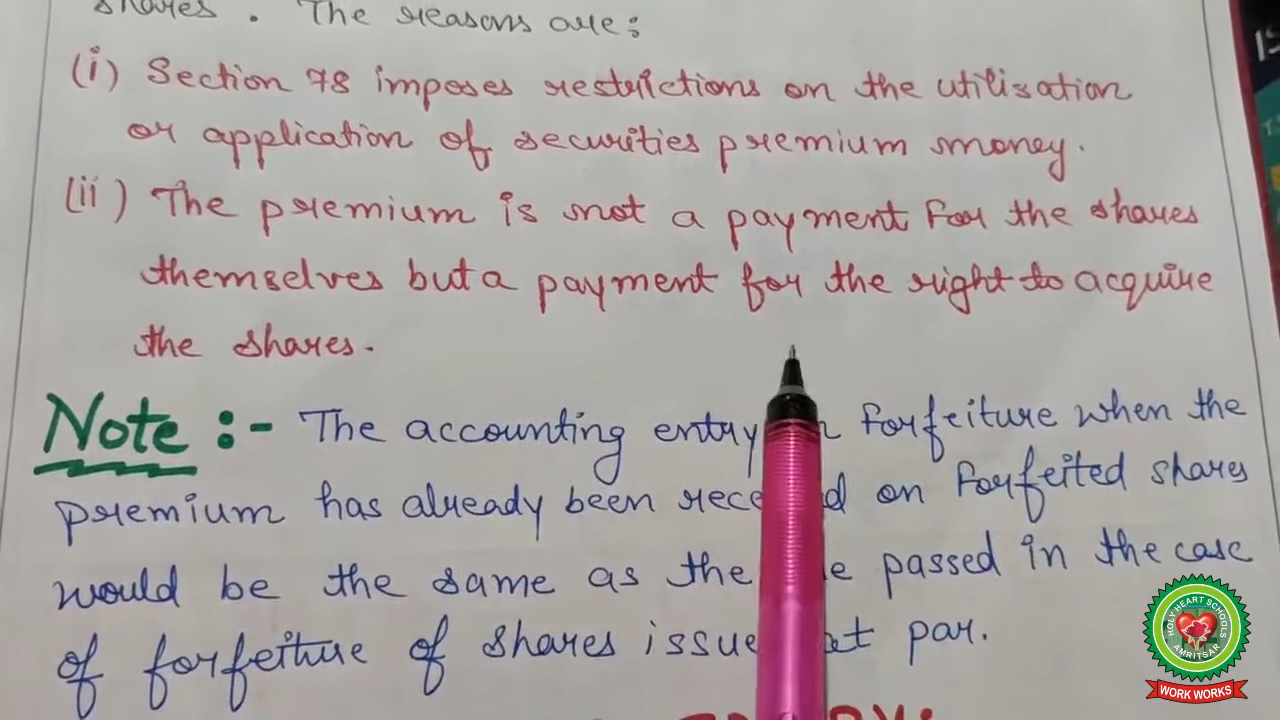 shares. The reasons are:
(i) Section 78 imposes restrictions on the utilisation
or application of securities premium money.
(ii) The premium is not a payment for the shares
themselves but a payment for the right to acquire
the shares.
Note :- The accounting entry forfeiture when the
premium has already been on forfeited shares
would be the same as the passed in the case
of forfeiture of shares par.
HOLY HEART SCHOOLS
AMRITSAR
WORK WORKS